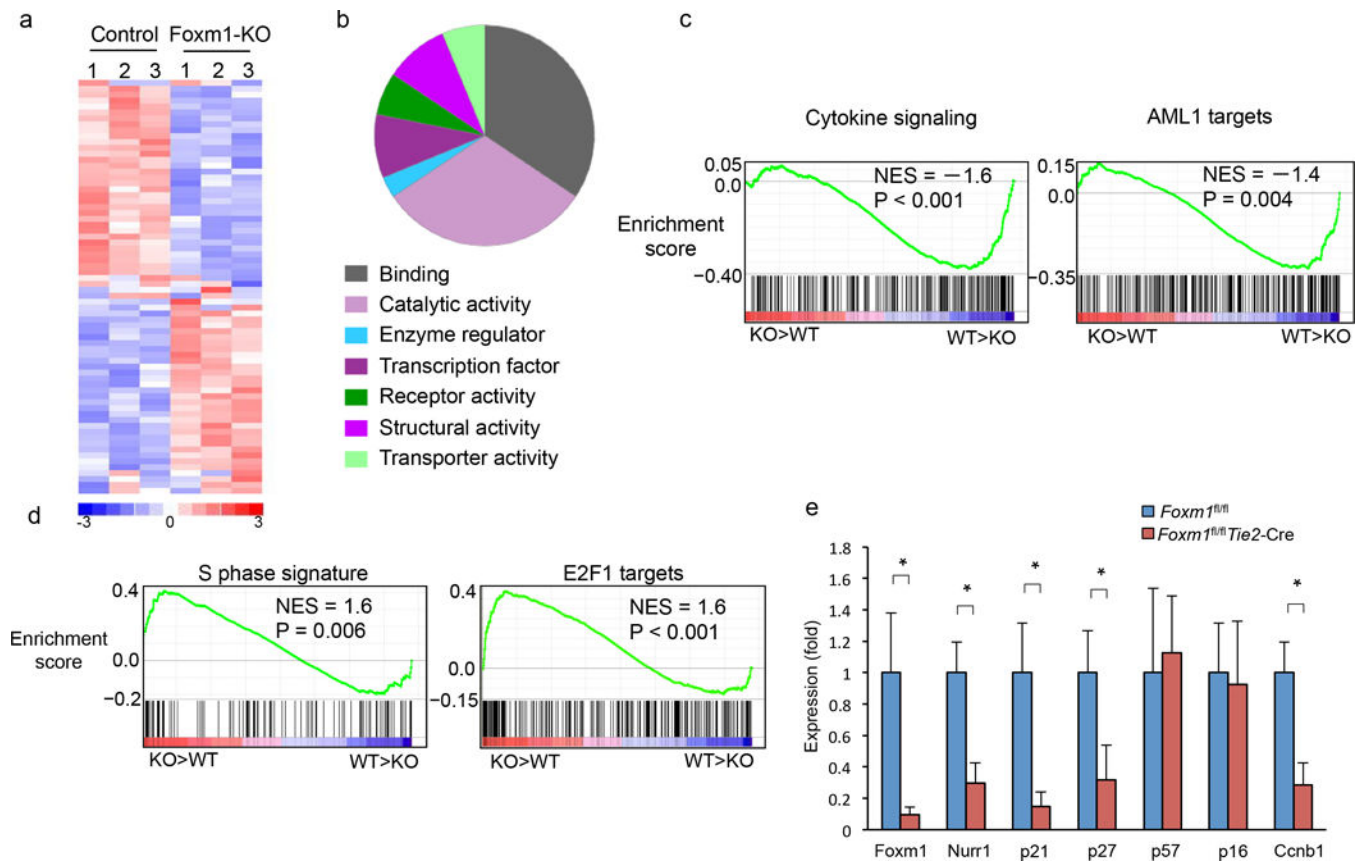 a
Control Foxm1-KO
1 2 3 1 2 3
-3 0 3
b
Binding
Catalytic activity
Enzyme regulator
Transcription factor
Receptor activity
Structural activity
Transporter activity
c
Cytokine signaling
0.05
0.0
−0.40
Enrichment
score
NES = −1.6
P < 0.001
KO>WT WT>KO
AML1 targets
0.15
0.0
−0.35
NES = −1.4
P = 0.004
KO>WT WT>KO
d
S phase signature
0.4
0.0
−0.2
Enrichment
score
NES = 1.6
P = 0.006
KO>WT WT>KO
E2F1 targets
0.4
0.0
−0.15
NES = 1.6
P < 0.001
KO>WT WT>KO
e
Foxm1fl/fl
Foxm1fl/fl Tie2-Cre
Expression (fold)
1.8
1.6
1.4
1.2
1
0.8
0.6
0.4
0.2
0
* * * * *
Foxm1 Nurr1 p21 p27 p57 p16 Ccnb1